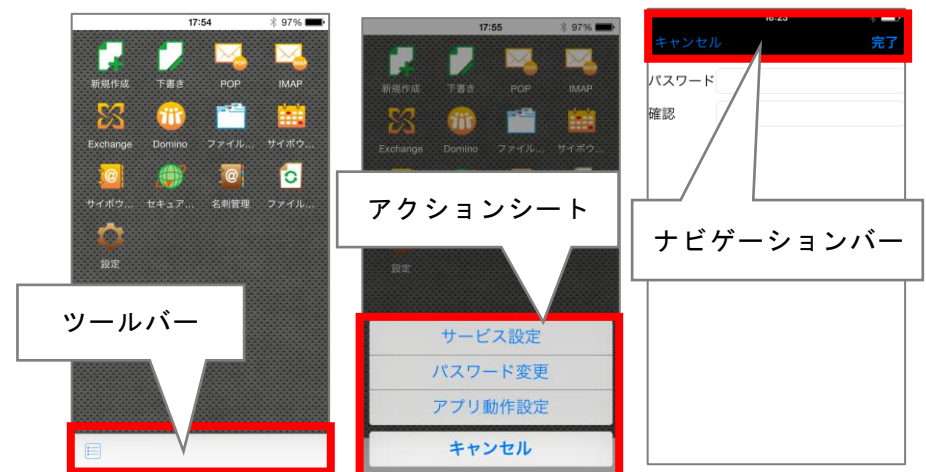 17:54
97%
新規作成 下書き POP IMAP
Exchange Domino ファイル... サイボウ...
サイボウ... セキュア... 名刺管理 ファイル...
設定
ツールバー
17:55
97%
新規作成 下書き POP IMAP
Exchange Domino ファイル... サイボウ...
設定
アクションシート
サービス設定
パスワード変更
アプリ動作設定
キャンセル
キャンセル 完了
パスワード
確認
ナビゲーションバー